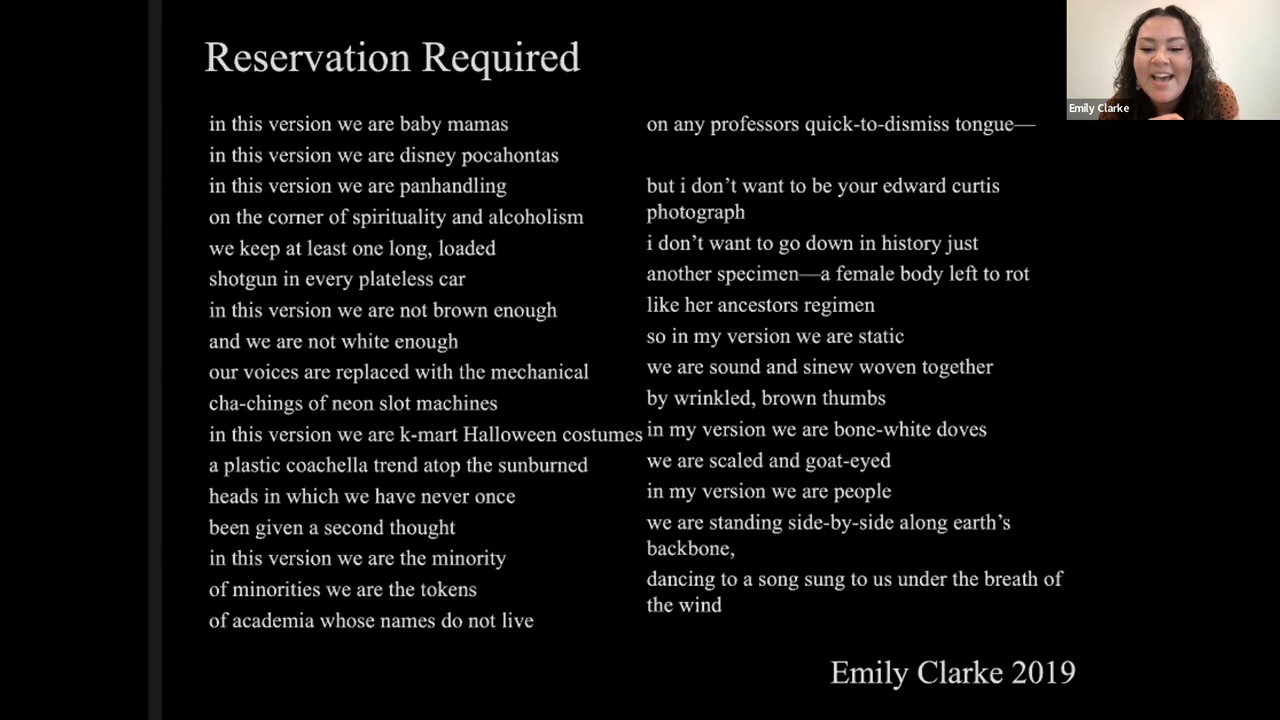 Reservation Required
in this version we are baby mamas
in this version we are disney pocahontas
in this version we are panhandling
on the corner of spirituality and alcoholism
we keep at least one long, loaded
shotgun in every plateless car
in this version we are not brown enough
and we are not white enough
our voices are replaced with the mechanical
cha-chings of neon slot machines
in this version we are k-mart Halloween costumes
a plastic coachella trend atop the sunburned
heads in which we have never once
been given a second thought
in this version we are the minority
of minorities we are the tokens
of academia whose names do not live
on any professors quick-to-dismiss tongue—
but i don’t want to be your edward curtis
photograph
i don’t want to go down in history just
another specimen—a female body left to rot
like her ancestors regimen
so in my version we are static
we are sound and sinew woven together
by wrinkled, brown thumbs
in my version we are bone-white doves
we are scaled and goat-eyed
in my version we are people
we are standing side-by-side along earth’s
backbone,
dancing to a song sung to us under the breath of
the wind
Emily Clarke 2019
Emily Clarke